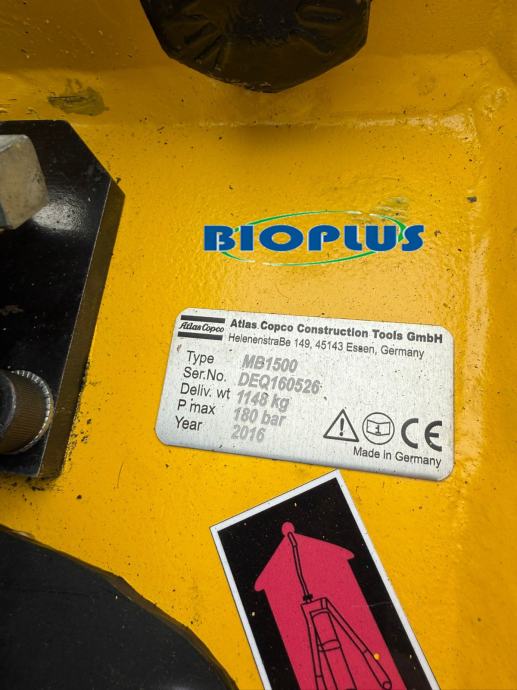 BIOPLUS
Atlas Copco
Atlas Copco Construction Tools GmbH
Helenenstraße 149, 45143 Essen, Germany
Type MB1500
Ser.No. DEQ160526
Deliv. wt 1148 kg
P max 180 bar
Year 2016
CE
Made in Germany